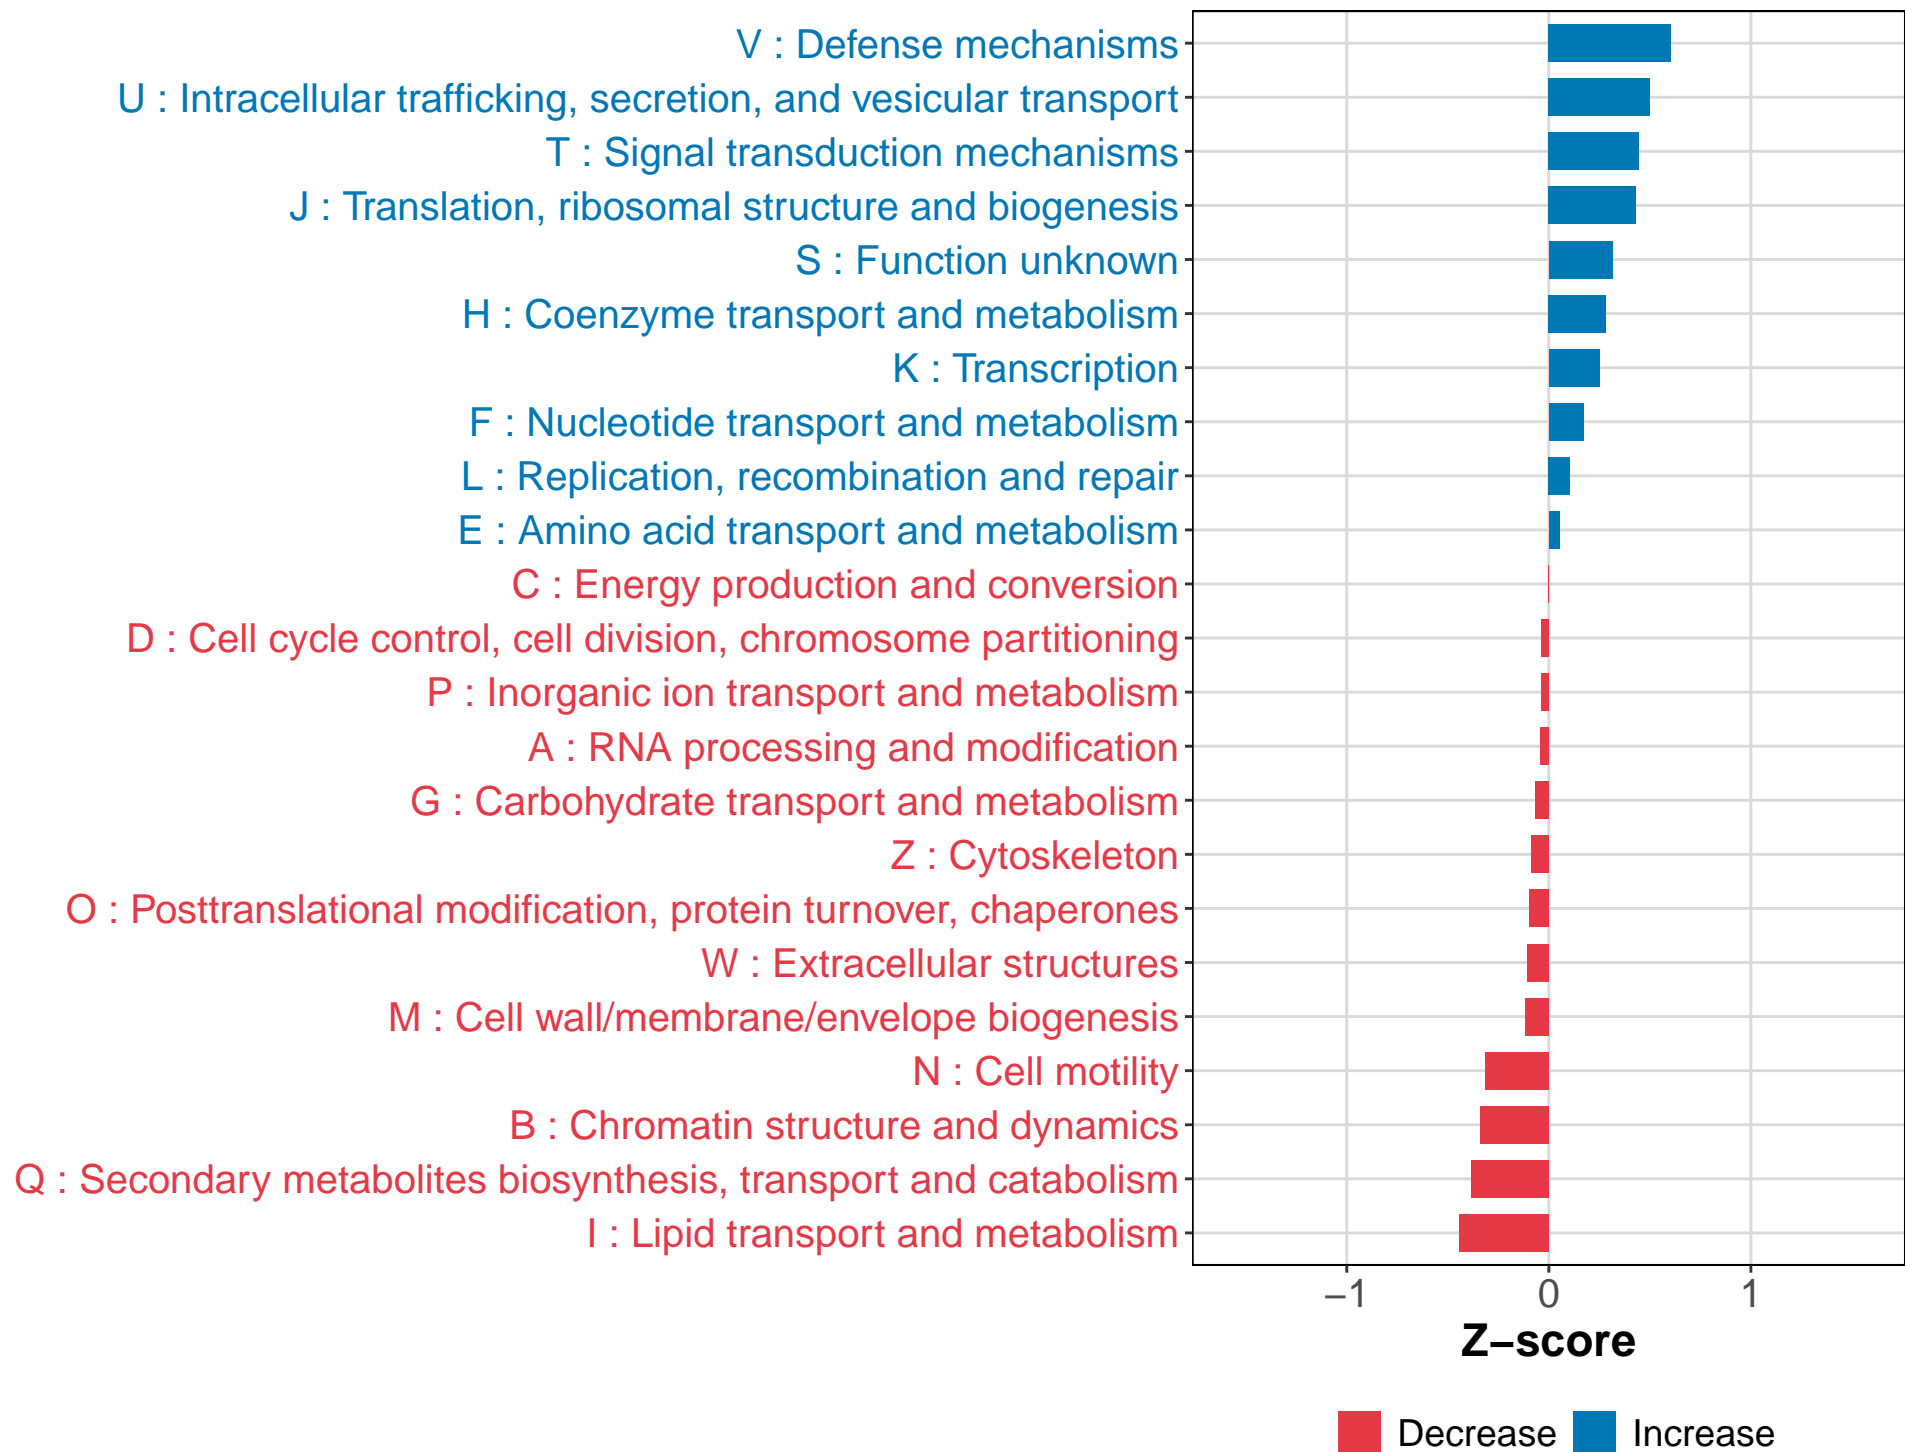 V : Defense mechanisms
U : Intracellular trafficking, secretion, and vesicular transport
T : Signal transduction mechanisms
J : Translation, ribosomal structure and biogenesis
S : Function unknown
H : Coenzyme transport and metabolism
K : Transcription
F : Nucleotide transport and metabolism
L : Replication, recombination and repair
E : Amino acid transport and metabolism
C : Energy production and conversion
D : Cell cycle control, cell division, chromosome partitioning
P : Inorganic ion transport and metabolism
A : RNA processing and modification
G : Carbohydrate transport and metabolism
Z : Cytoskeleton
O : Posttranslational modification, protein turnover, chaperones
W : Extracellular structures
M : Cell wall/membrane/envelope biogenesis
N : Cell motility
B : Chromatin structure and dynamics
Q : Secondary metabolites biosynthesis, transport and catabolism
I : Lipid transport and metabolism
−1 0 1
Z−score
Decrease Increase